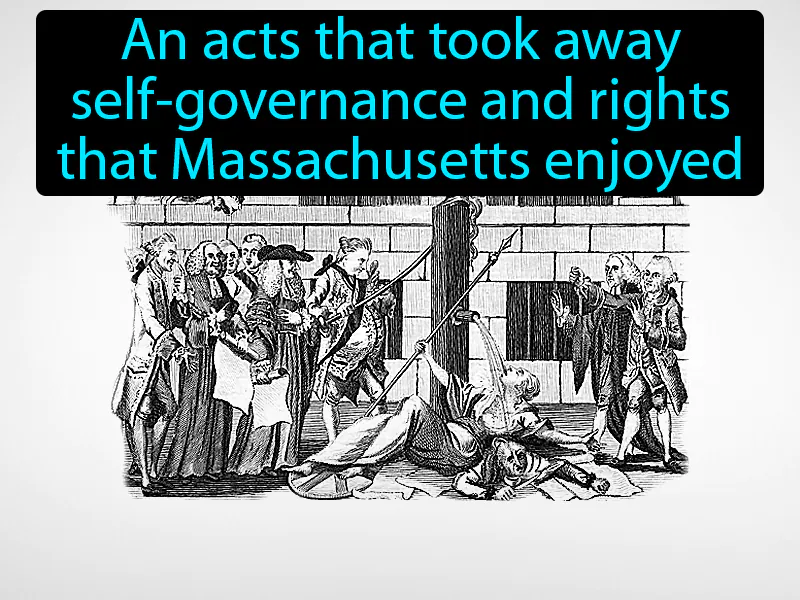 An acts that took away
self-governance and rights
that Massachusetts enjoyed